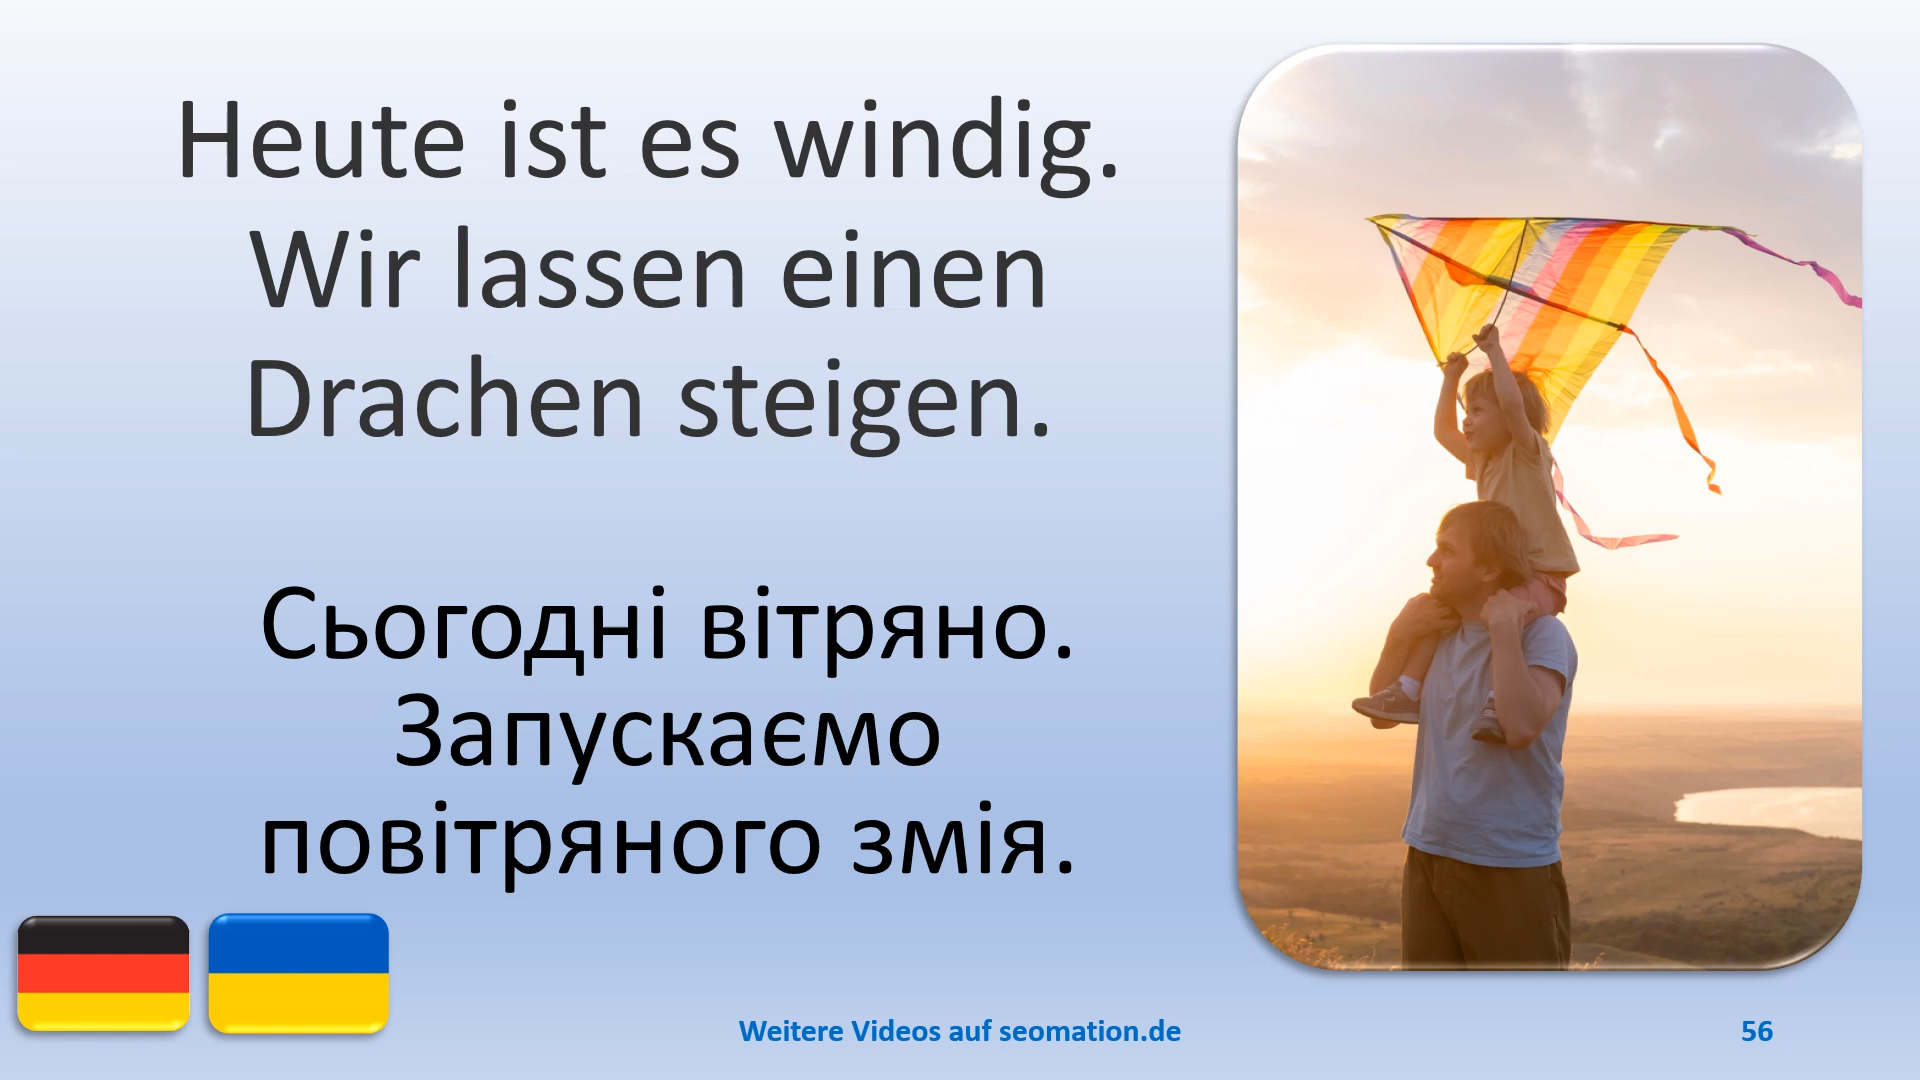 Heute ist es windig.
Wir lassen einen
Drachen steigen.
Сьогодні вітряно.
Запускаємо
повітряного змія.
Weitere Videos auf seomation.de
56